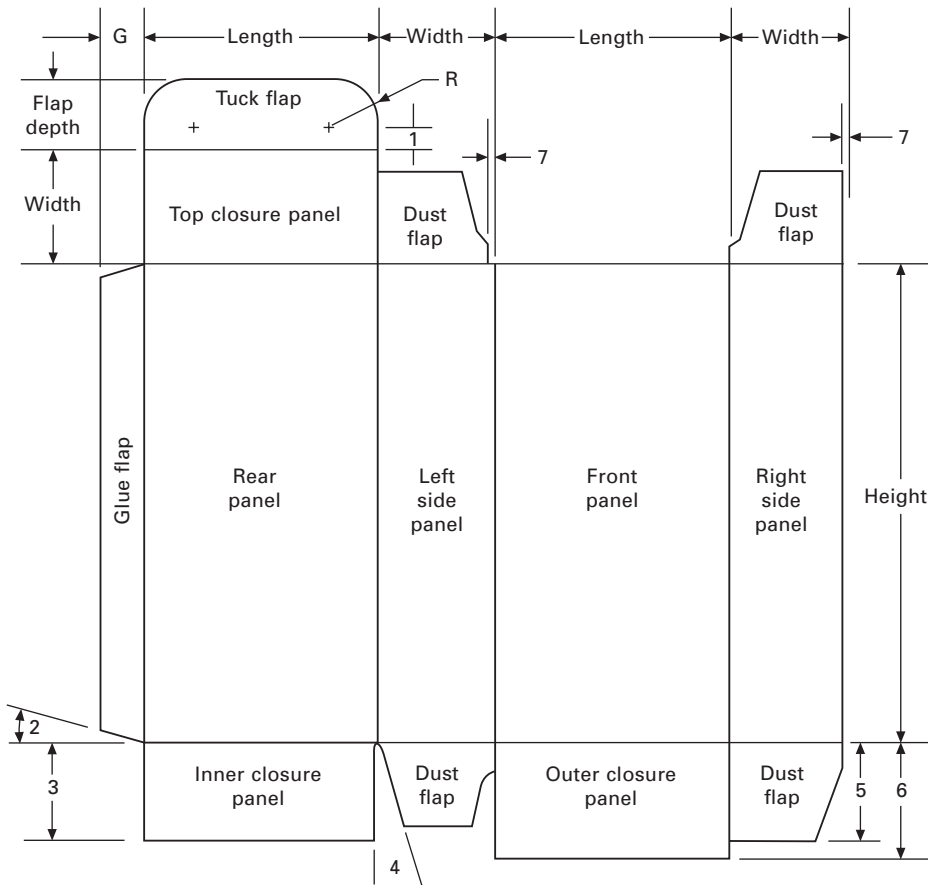 G
Length
Width
Length
Width
R
Tuck flap
Flap
depth
1
7
7
Width
Top closure panel
Dust
flap
Dust
flap
Glue flap
Rear
panel
Left
side
panel
Front
panel
Right
side
panel
Height
2
3
Inner closure
panel
Dust
flap
Outer closure
panel
Dust
flap
5
6
4